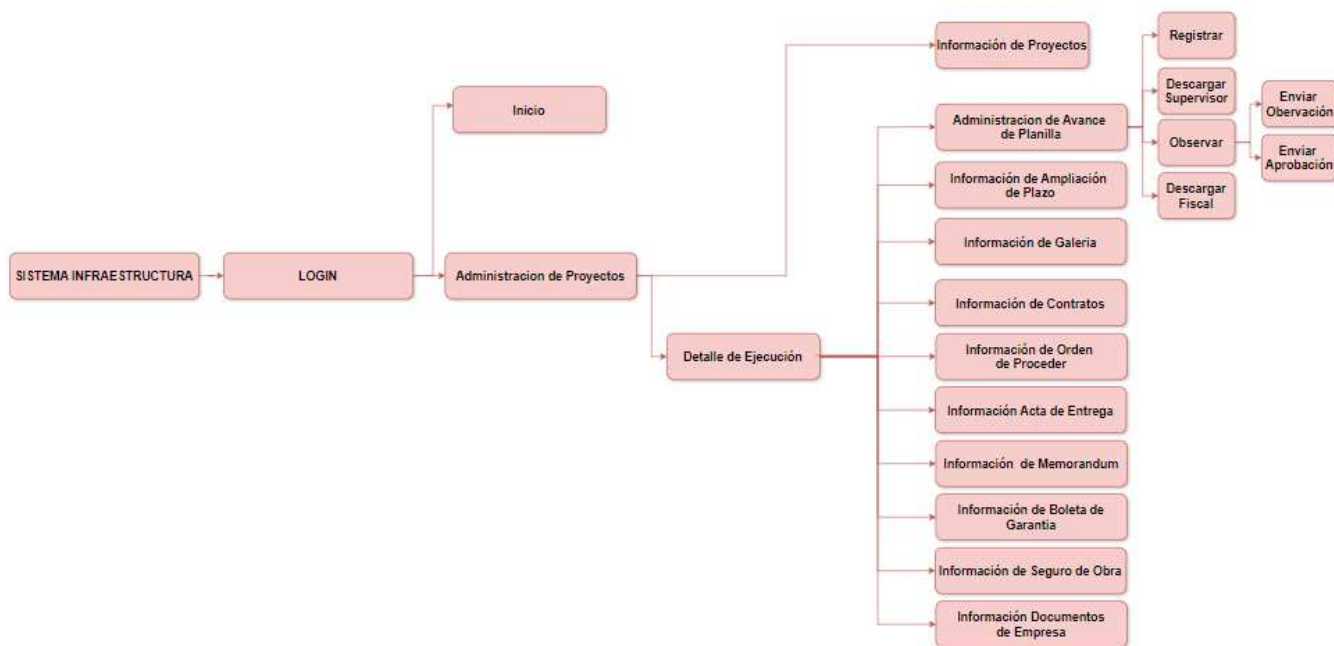 SISTEMA INFRAESTRUCTURA
LOGIN
Inicio
Administracion de Proyectos
Información de Proyectos
Detalle de Ejecución
Administracion de Avance
de Planilla
Registrar
Descargar
Supervisor
Observar
Enviar
Obervación
Enviar
Aprobación
Descargar
Fiscal
Información de Ampliación
de Plazo
Información de Galeria
Información de Contratos
Información de Orden
de Proceder
Información Acta de Entrega
Información de Memorandum
Información de Boleta de
Garantia
Información de Seguro de Obra
Información Documentos
de Empresa